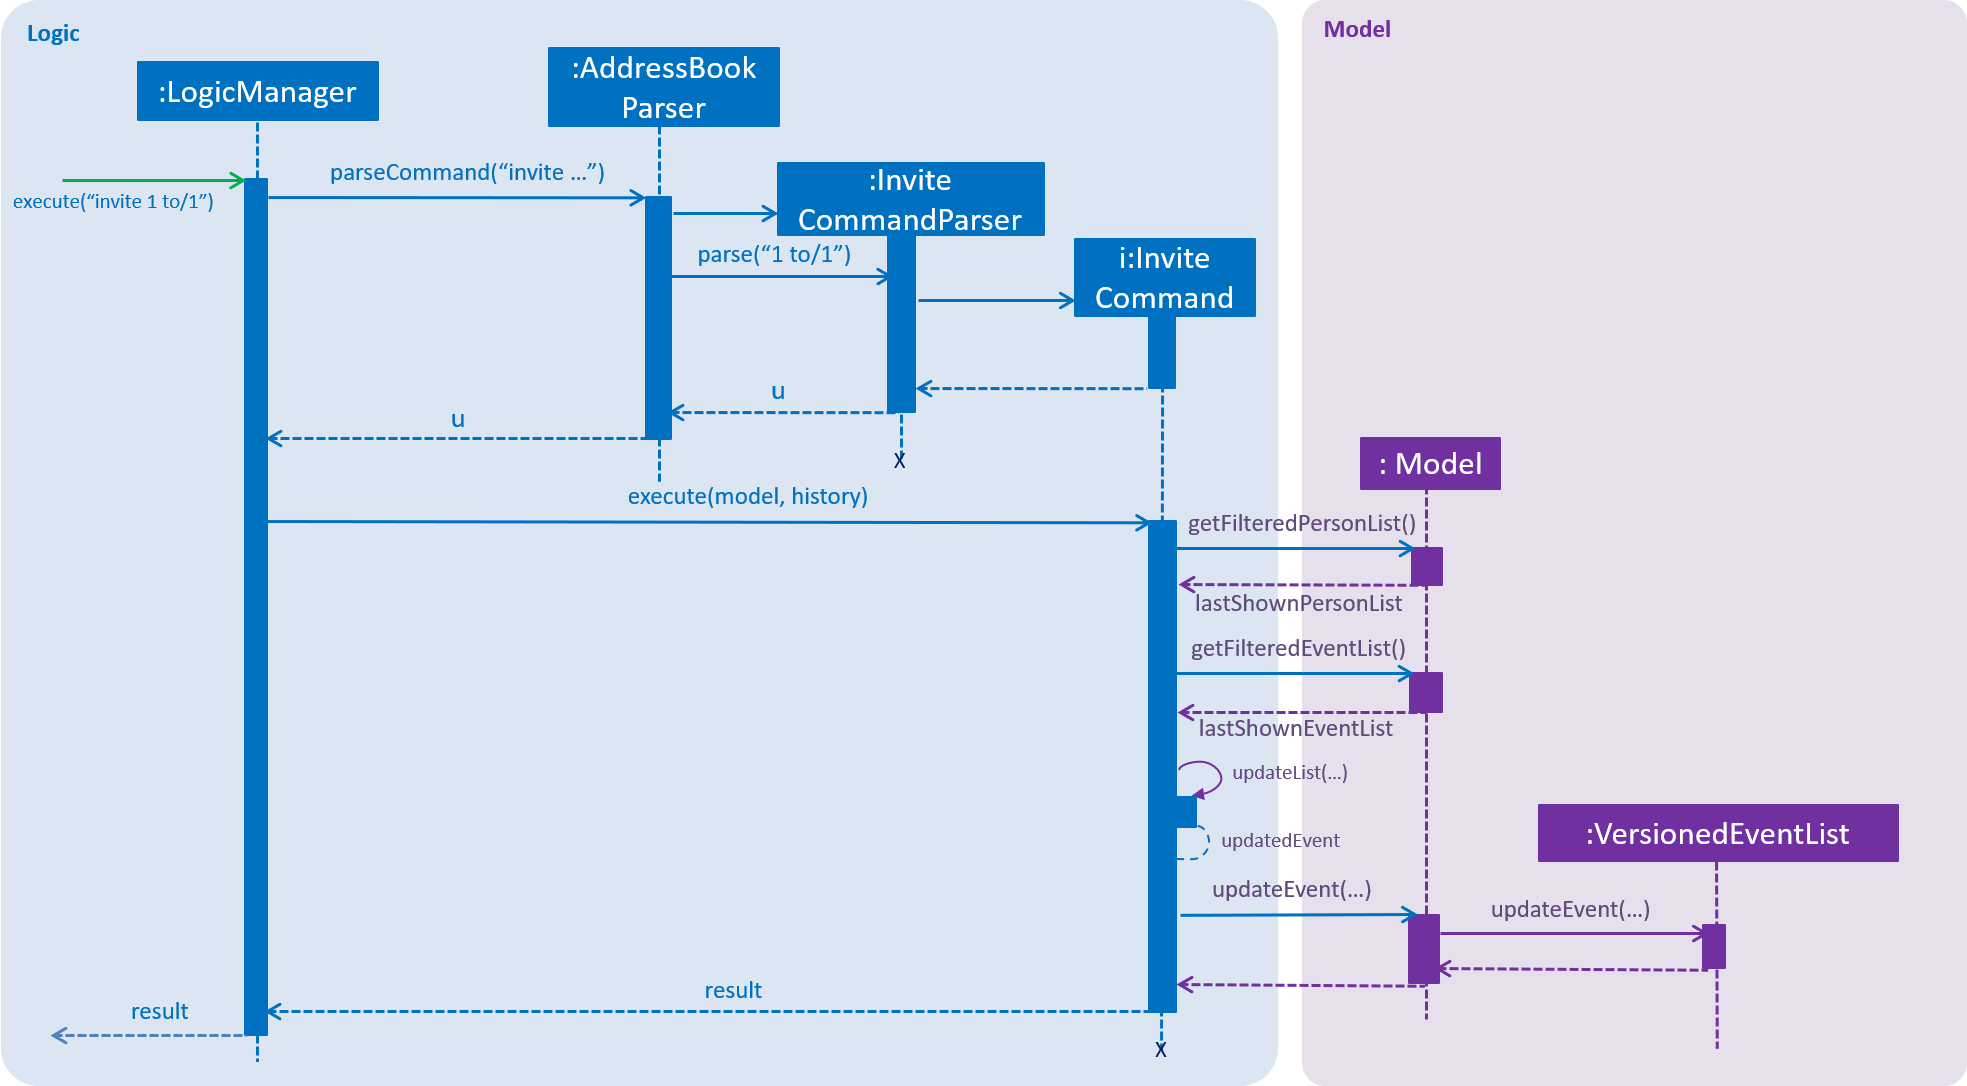 Logic
Model
:LogicManager
:AddressBook
Parser
parseCommand(“invite ...”)
execute(“invite 1 to/1”)
:Invite
CommandParser
parse(“1 to/1”)
i:Invite
Command
u
u
X
: Model
execute(model, history)
getFilteredPersonList()
lastShownPersonList
getFilteredEventList()
lastShownEventList
updateList(...)
updatedEvent
:VersionedEventList
updateEvent(...)
updateEvent(...)
result
result
X